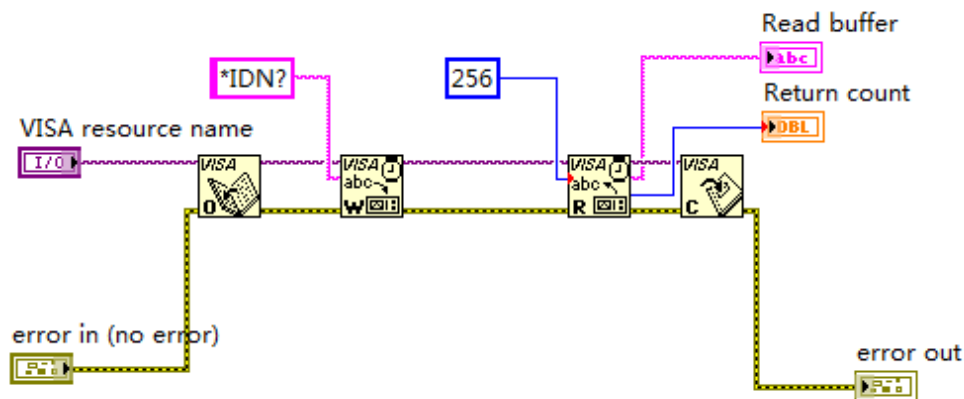 Read buffer
abc
*IDN?
256
Return count
DBL
VISA resource name
I/O
VISA
O
VISA
abc
W
VISA
abc
R
VISA
C
error in (no error)
error out